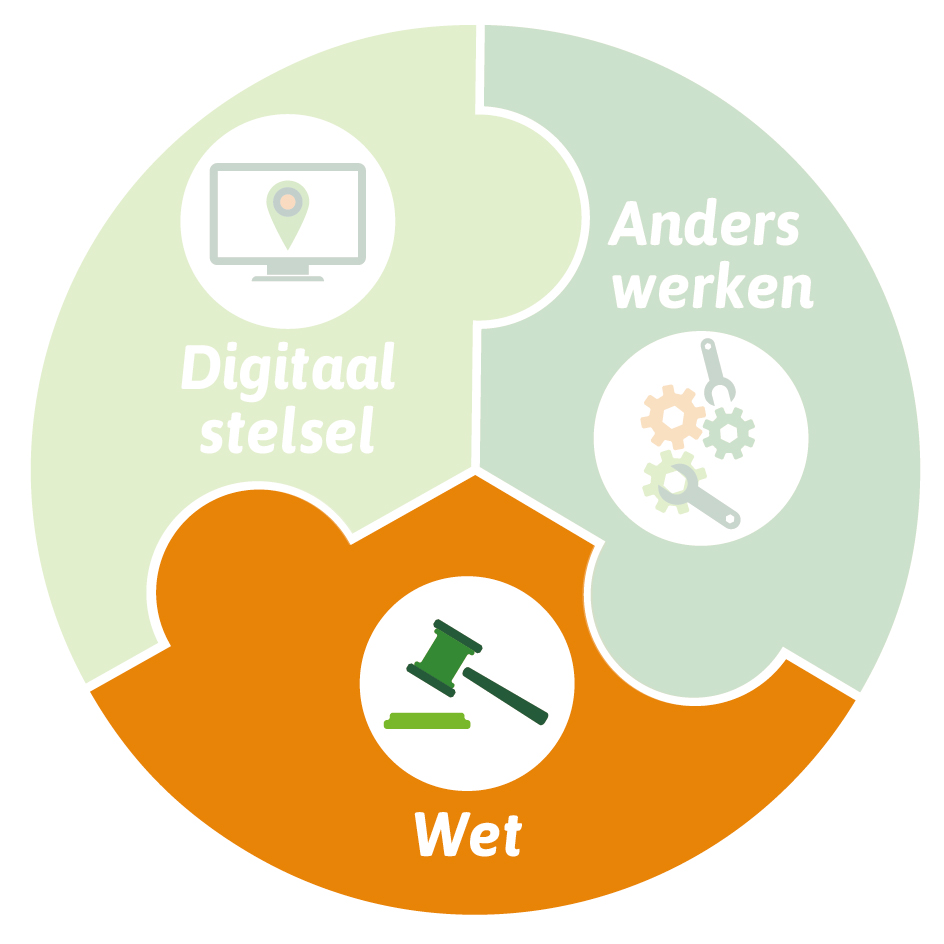 Digitaal
stelsel
Anders
werken
Wet